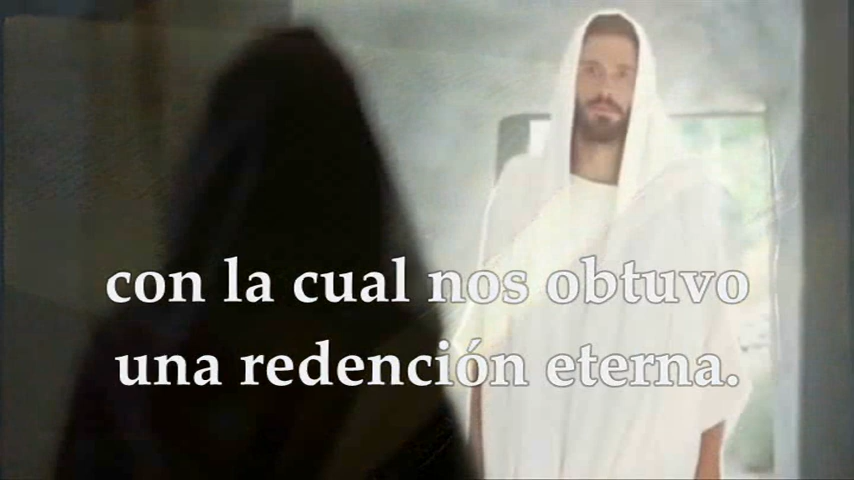 con la cual nos obtuvo
una redención eterna.